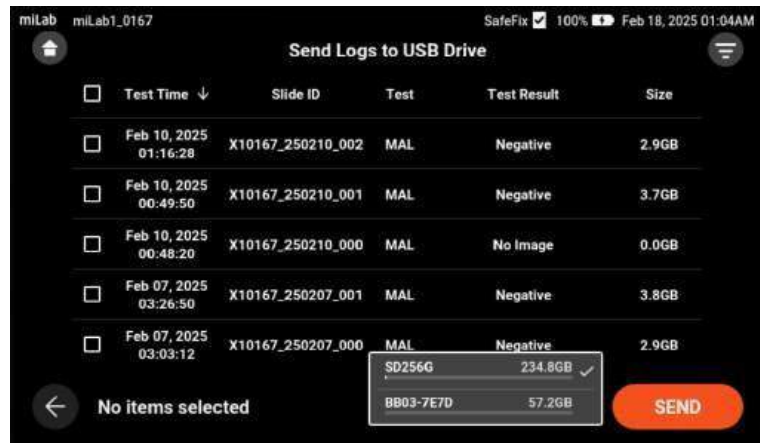 miLab miLab1_0167 SafeFix 100% Feb 18, 2025 01:04AM
Send Logs to USB Drive
Test Time ↓ Slide ID Test Test Result Size
Feb 10, 2025
01:16:28 X10167_250210_002 MAL Negative 2.9GB
Feb 10, 2025
00:49:50 X10167_250210_001 MAL Negative 3.7GB
Feb 10, 2025
00:48:20 X10167_250210_000 MAL No Image 0.0GB
Feb 07, 2025
03:26:50 X10167_250207_001 MAL Negative 3.8GB
Feb 07, 2025
03:03:12 X10167_250207_000 MAL Negative 2.9GB
SD256G 234.8GB
BB03-7E7D 57.2GB
No items selected
SEND